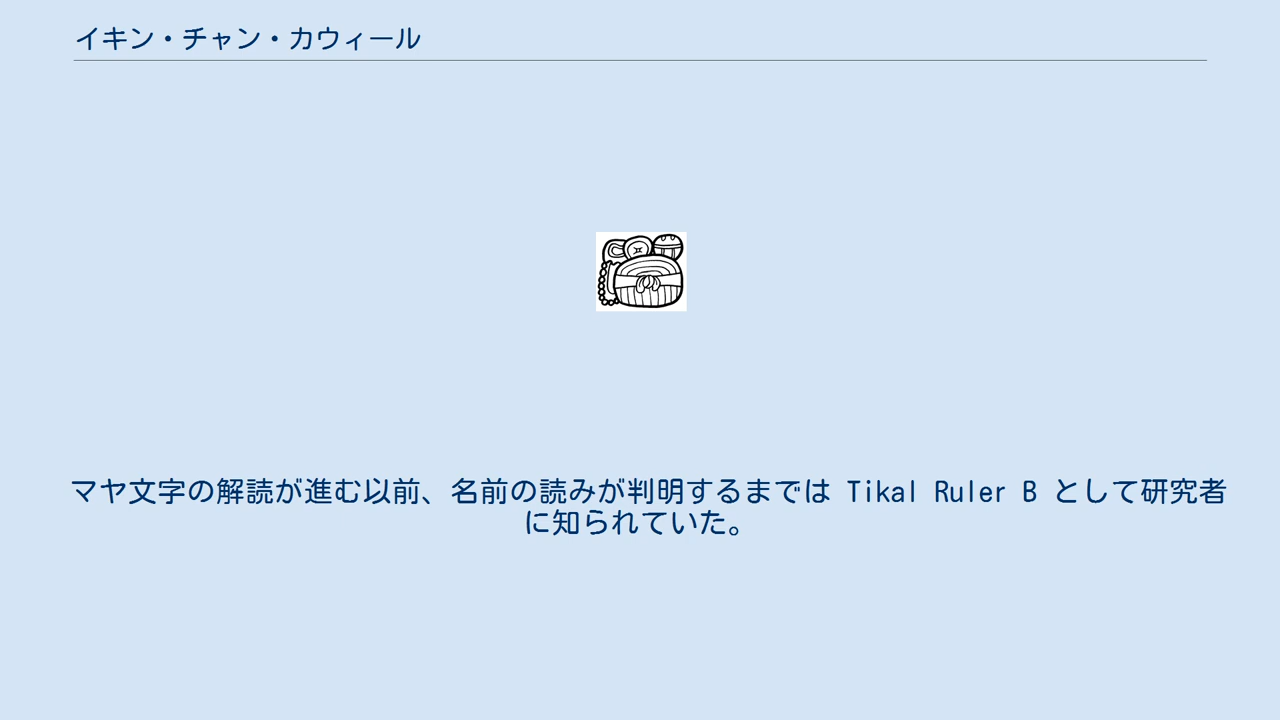 イキン・チャン・カウィール
マヤ文字の解読が進む以前、名前の読みが判明するまでは Tikal Ruler B として研究者
に知られていた。